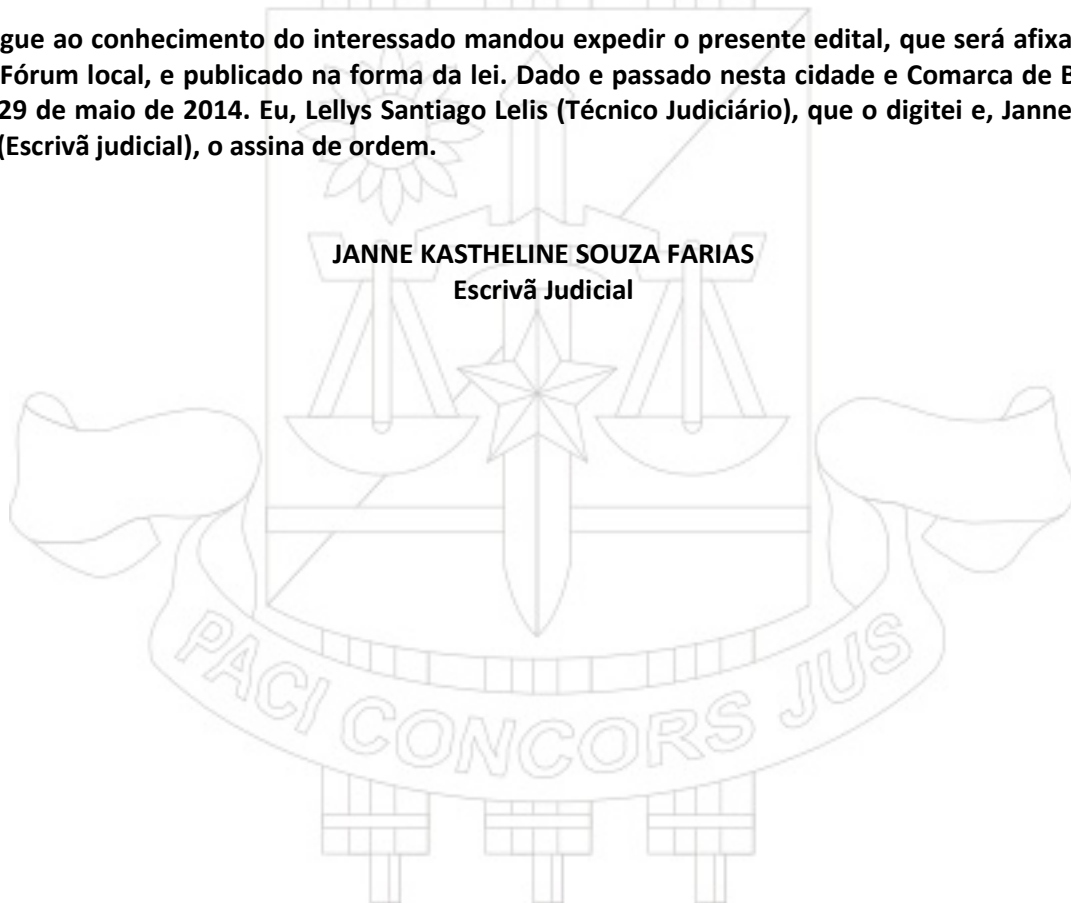 gue ao conhecimento do interessado mandou expedir o presente edital, que será afixa
Fórum local, e publicado na forma da lei. Dado e passado nesta cidade e Comarca de B
29 de maio de 2014. Eu, Lellys Santiago Lelis (Técnico Judiciário), que o digitei e, Janne
(Escrivã judicial), o assina de ordem.
JANNE KASTHELINE SOUZA FARIAS
Escrivã Judicial
PACI CONCORS JUS